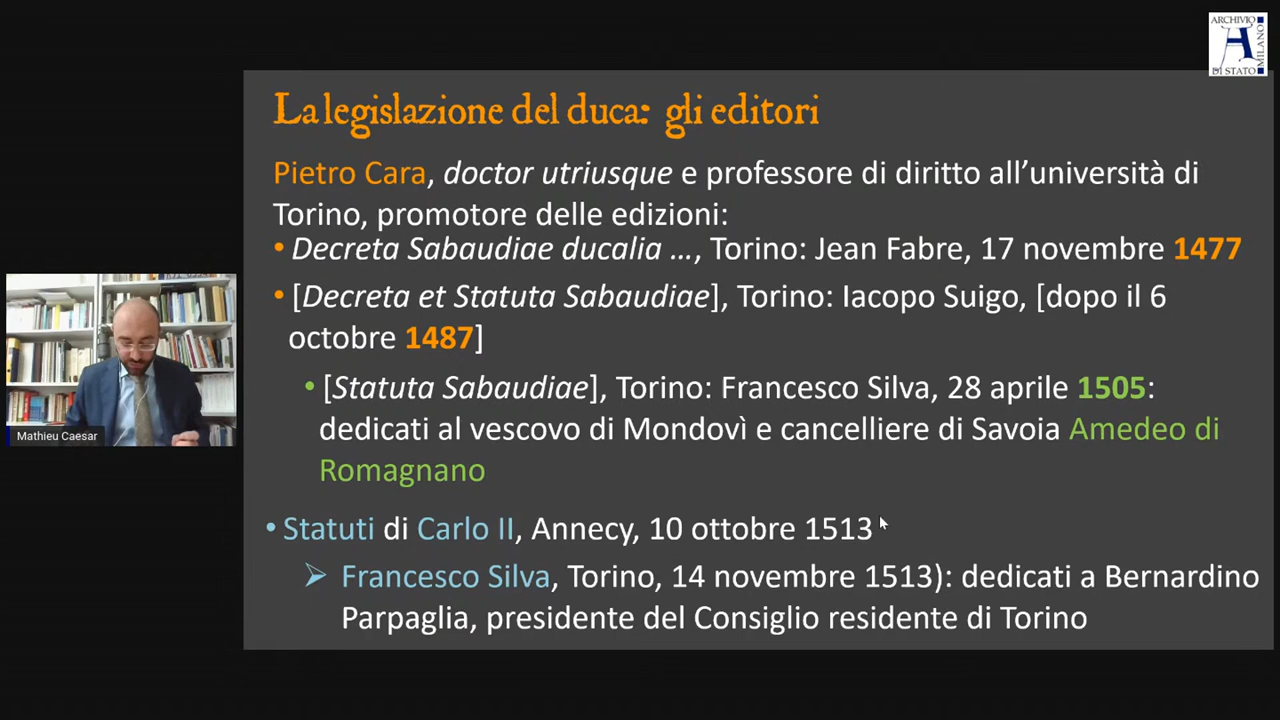 ARCHIVIO
DI STATO
MILANO
La legislazione del duca: gli editori
Pietro Cara, doctor utriusque e professore di diritto all’università di
Torino, promotore delle edizioni:
• Decreta Sabaudiae ducalia …, Torino: Jean Fabre, 17 novembre 1477
• [Decreta et Statuta Sabaudiae], Torino: Iacopo Suigo, [dopo il 6
octobre 1487]
• [Statuta Sabaudiae], Torino: Francesco Silva, 28 aprile 1505:
dedicati al vescovo di Mondovì e cancelliere di Savoia Amedeo di
Romagnano
• Statuti di Carlo II, Annecy, 10 ottobre 1513
➢ Francesco Silva, Torino, 14 novembre 1513): dedicati a Bernardino
Parpaglia, presidente del Consiglio residente di Torino
Mathieu Caesar